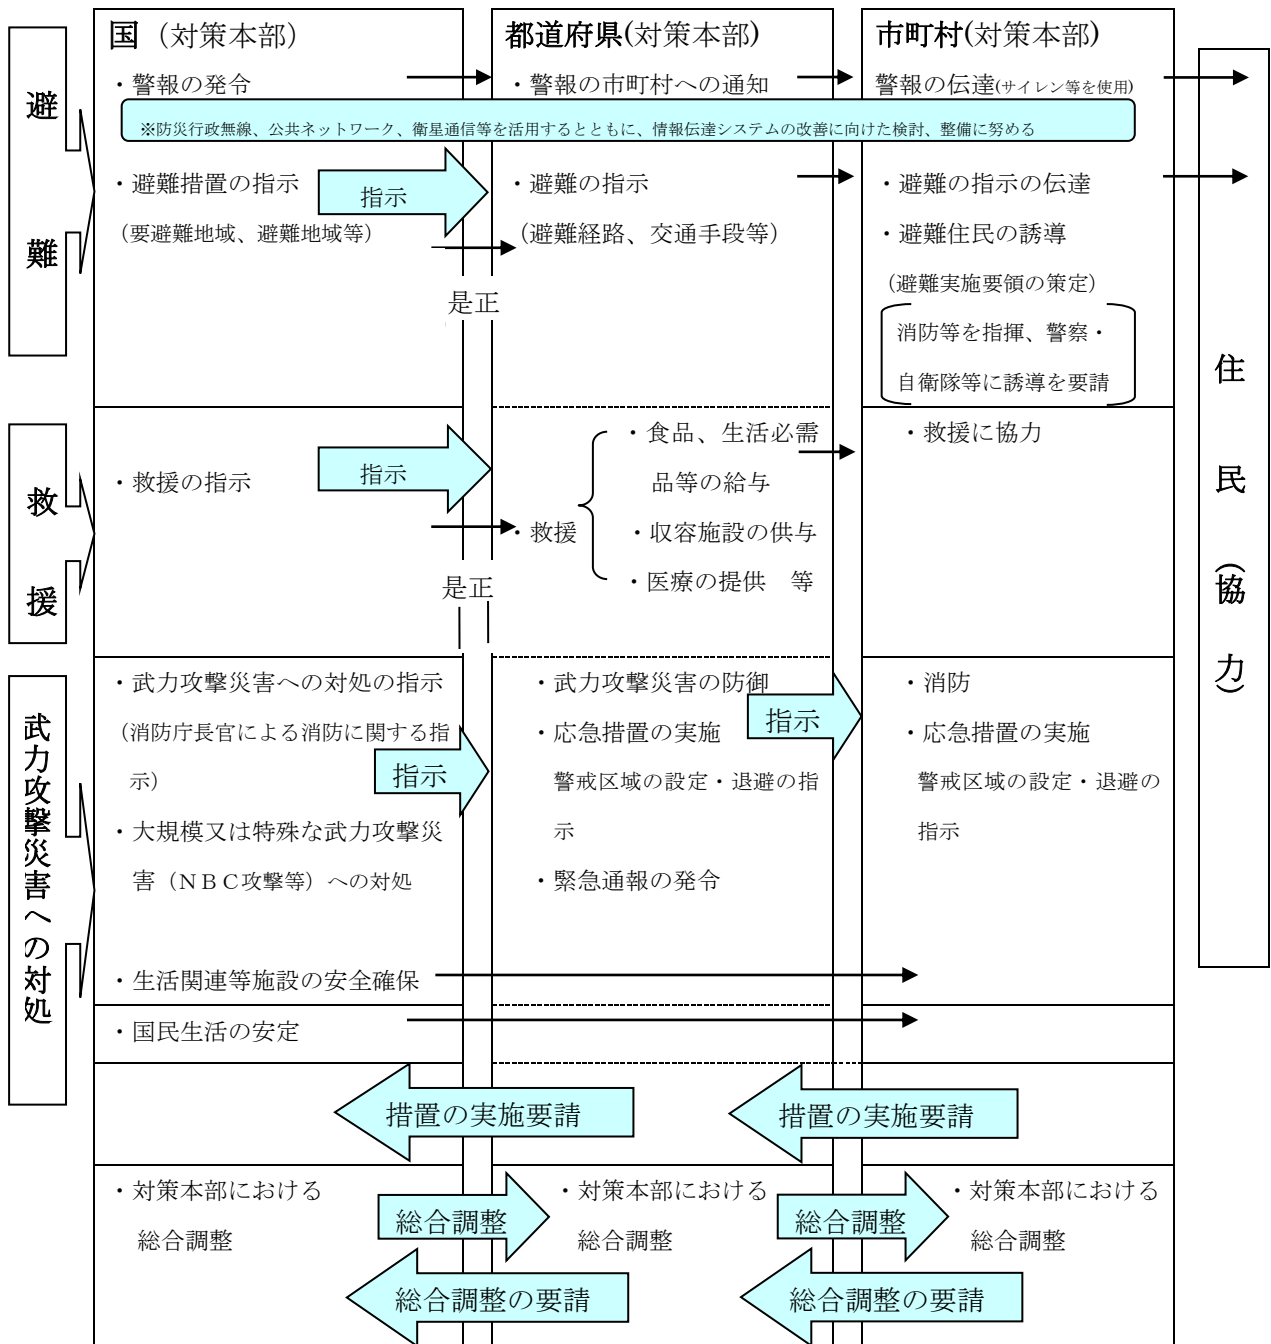 国（対策本部）
都道府県(対策本部)
市町村(対策本部)
避難
・警報の発令
・警報の市町村への通知
警報の伝達(サイレン等を使用)
※防災行政無線、公共ネットワーク、衛星通信等を活用するとともに、情報伝達システムの改善に向けた検討、整備に努める
・避難措置の指示
指示
・避難の指示
・避難の指示の伝達
（要避難地域、避難地域等）
（避難経路、交通手段等）
・避難住民の誘導
是正
（避難実施要領の策定）
消防等を指揮、警察・
自衛隊等に誘導を要請
住民（協力）
救援
・救援の指示
指示
是正
・救援
・食品、生活必需
品等の給与
・収容施設の供与
・医療の提供　等
・救援に協力
武力攻撃災害への対処
・武力攻撃災害への対処の指示
（消防庁長官による消防に関する指
示）
指示
・大規模又は特殊な武力攻撃災
害（ＮＢＣ攻撃等）への対処
・生活関連等施設の安全確保
・武力攻撃災害の防御
指示
・応急措置の実施
警戒区域の設定・退避の指
示
・緊急通報の発令
・消防
・応急措置の実施
警戒区域の設定・退避の
指示
・国民生活の安定
措置の実施要請
措置の実施要請
・対策本部における
総合調整
総合調整
・対策本部における
総合調整
総合調整
・対策本部における
総合調整
総合調整の要請
総合調整の要請